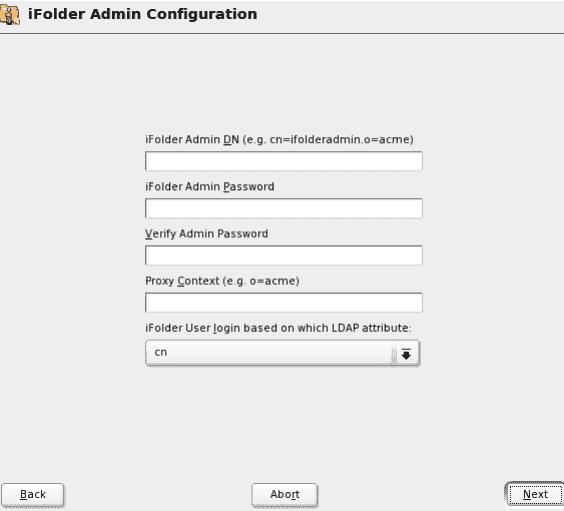 iFolder Admin Configuration
iFolder Admin DN (e.g. cn=ifolderadmin.o=acme)
iFolder Admin Password
Verify Admin Password
Proxy Context (e.g. o=acme)
iFolder User login based on which LDAP attribute:
cn
Back
Abort
Next